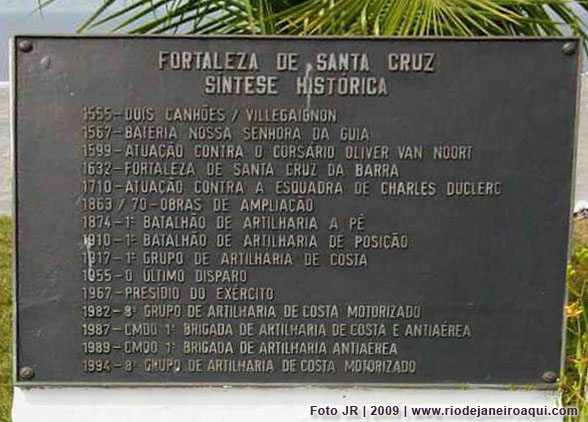 FORTALEZA DE SANTA CRUZ
SÍNTESE HISTÓRICA
1555-DOIS CANHÕES / VILLEGAIGNON
1567-BATERIA NOSSA SENHORA DA GUIA
1599-ATUAÇÃO CONTRA O CORSÁRIO OLIVER VAN NOORT
1632-FORTALEZA DE SANTA CRUZ DA BARRA
1710-ATUAÇÃO CONTRA A ESQUADRA DE CHARLES DUCLERC
1863/70-OBRAS DE AMPLIAÇÃO
1874-1º BATALHÃO DE ARTILHARIA A PÉ
1910-1º BATALHÃO DE ARTILHARIA DE POSIÇÃO
1917-1º GRUPO DE ARTILHARIA DE COSTA
1955-O ÚLTIMO DISPARO
1967-PRESÍDIO DO EXÉRCITO
1982-8º GRUPO DE ARTILHARIA DE COSTA MOTORIZADO
1987-CMDO 1ª BRIGADA DE ARTILHARIA DE COSTA E ANTIAÉREA
1989-CMDO 1ª BRIGADA ARTILHARIA ANTIAÉREA
1994-8º GRUPO DE ARTILHARIA DE COSTA MOTORIZADO
Foto JR | 2009 | www.riodejaneiroaqui.com